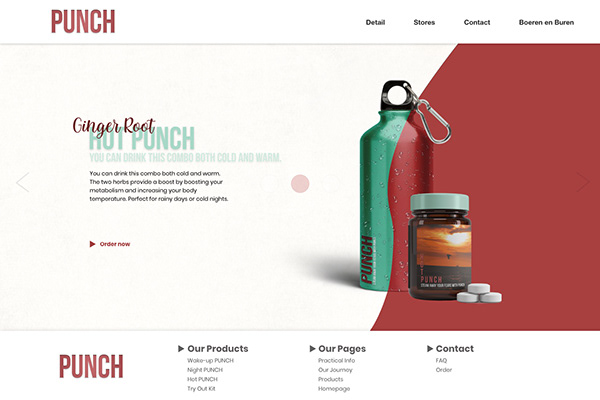 PUNCH
Detail
Stores
Contact
Boeren en Buren
Ginger Root
HOT PUNCH
YOU CAN DRINK THIS COMBO BOTH COLD AND WARM.
You can drink this combo both cold and warm.
The two herbs provide a boost by boosting your
metabolism and increasing your body
temporature. Perfect for rainy days or cold nights.
Order now
PUNCH
PUNCH
PUNCH
Our Products
Wake-up PUNCH
Night PUNCH
Hot PUNCH
Try Out Kit
Our Pages
Practical Info
Our Journey
Products
Homepage
Contact
FAQ
Order